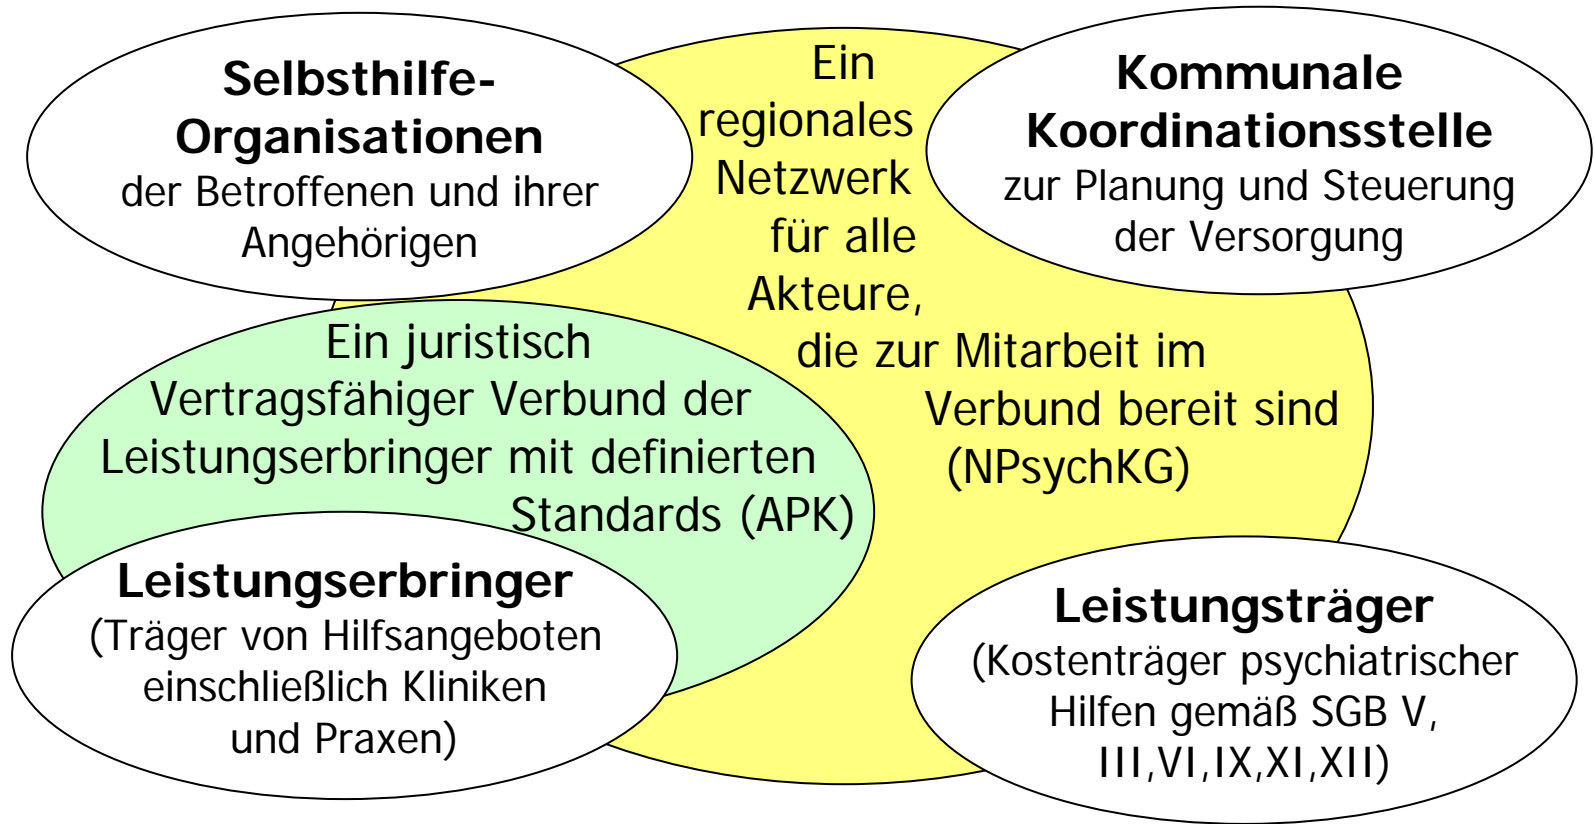 Selbsthilfe-
Organisationen
der Betroffenen und ihrer
Angehörigen
Ein
regionales
Netzwerk
für alle
Akteure,
die zur Mitarbeit im
Verbund bereit sind
(NPsychKG)
Kommunale
Koordinationsstelle
zur Planung und Steuerung
der Versorgung
Ein juristisch
Vertragsfähiger Verbund der
Leistungserbringer mit definierten
Standards (APK)
Leistungserbringer
(Träger von Hilfsangeboten
einschließlich Kliniken
und Praxen)
Leistungsträger
(Kostenträger psychiatrischer
Hilfen gemäß SGB V,
III,VI,IX,XI,XII)